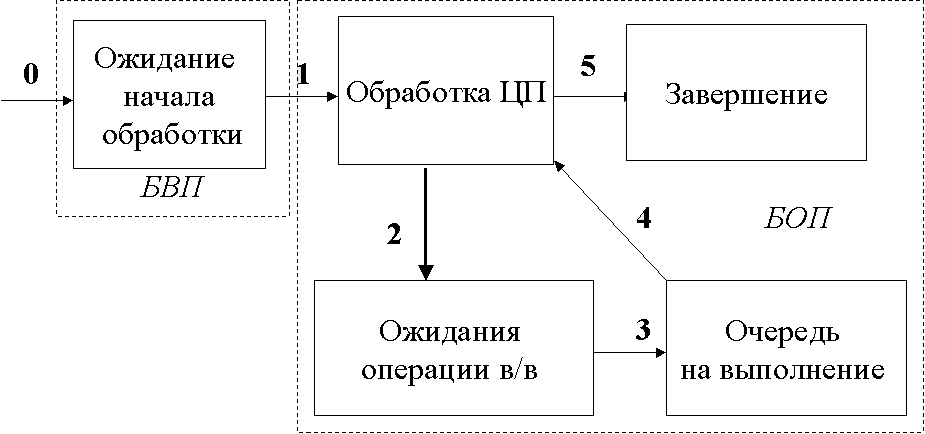 0
Ожидание
начала
обработки
БВП
1
Обработка ЦП
5
Завершение
2
4
БОП
Ожидания
операции в/в
3
Очередь
на выполнение